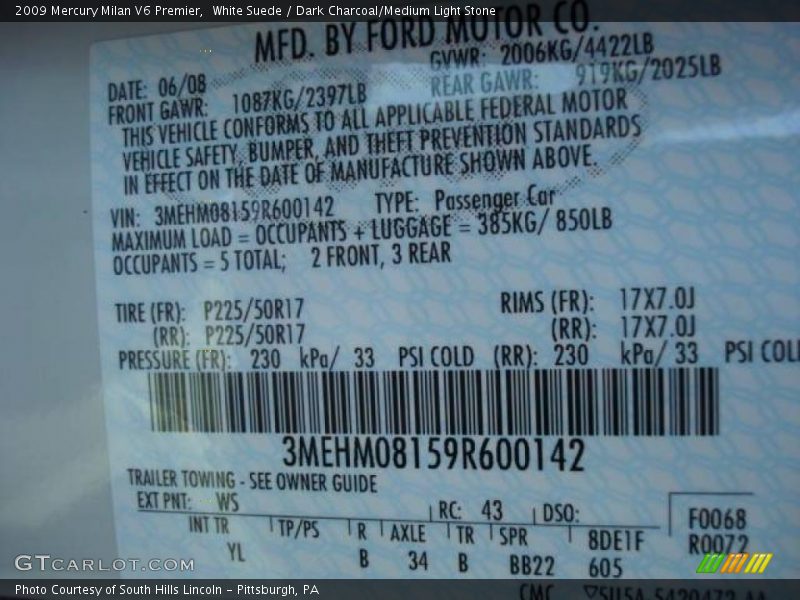 2009 Mercury Milan V6 Premier,  White Suede / Dark Charcoal/Medium Light Stone
MFD. BY FORD MOTOR CO.
DATE: 06/08 GVWR: 2006KG/4422LB
FRONT GAWR: 1087KG/2397LB REAR GAWR: 919KG/2025LB
THIS VEHICLE CONFORMS TO ALL APPLICABLE FEDERAL MOTOR
VEHICLE SAFETY, BUMPER, AND THEFT PREVENTION STANDARDS
IN EFFECT ON THE DATE OF MANUFACTURE SHOWN ABOVE.
VIN: 3MEHM08159R600142 TYPE: Passenger Car
MAXIMUM LOAD = OCCUPANTS + LUGGAGE = 385KG/ 850LB
OCCUPANTS = 5 TOTAL; 2 FRONT, 3 REAR
TIRE (FR): P225/50R17 RIMS (FR): 17X7.0J
(RR): P225/50R17 (RR): 17X7.0J
PRESSURE (FR): 230 kPa/ 33 PSI COLD (RR): 230 kPa/ 33 PSI COL
3MEHM08159R600142
TRAILER TOWING - SEE OWNER GUIDE
EXT PNT: WS RC: 43 DSO: F0068
INT TR TP/PS R AXLE TR SPR 8DE1F R0072
YL B 34 B BB22 605
GTCarLot.com
Photo Courtesy of South Hills Lincoln - Pittsburgh, PA